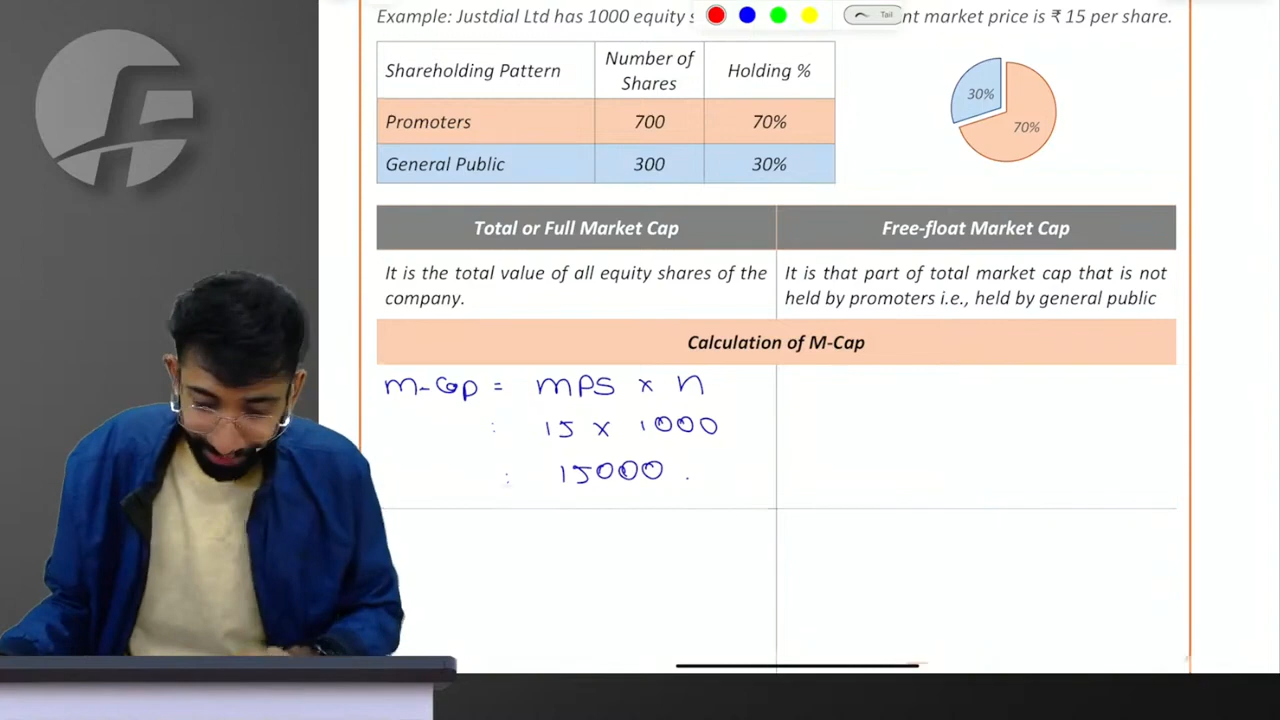 Example: Justdial Ltd has 1000 equity s nt market price is ₹ 15 per share.
Tail
Shareholding Pattern Number of Shares Holding %
Promoters 700 70%
General Public 300 30%
30%
70%
Total or Full Market Cap Free-float Market Cap
It is the total value of all equity shares of the
company.
It is that part of total market cap that is not
held by promoters i.e., held by general public
Calculation of M-Cap
m-Cap = MPS x n
: 15 x 1000
: 15000 .